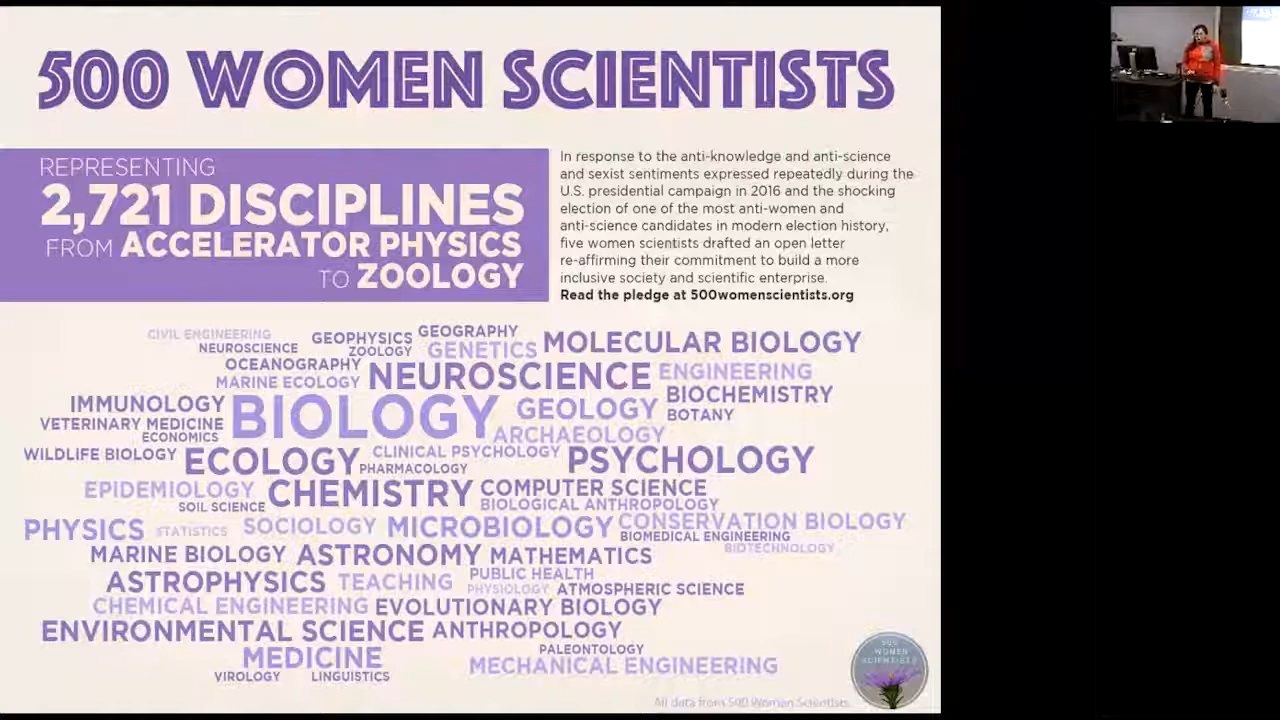 500 WOMEN SCIENTISTS
REPRESENTING
2,721 DISCIPLINES
FROM ACCELERATOR PHYSICS
TO ZOOLOGY
In response to the anti-knowledge and anti-science
and sexist sentiments expressed repeatedly during the
U.S. presidential campaign in 2016 and the shocking
election of one of the most anti-women and
anti-science candidates in modern election history,
five women scientists drafted an open letter
re-affirming their commitment to build a more
inclusive society and scientific enterprise.
Read the pledge at 500womenscientists.org
CIVIL ENGINEERING GEOPHYSICS GEOGRAPHY
NEUROSCIENCE ZOOLOGY GENETICS MOLECULAR BIOLOGY
OCEANOGRAPHY
MARINE ECOLOGY NEUROSCIENCE ENGINEERING
IMMUNOLOGY BIOLOGY GEOLOGY BIOCHEMISTRY
VETERINARY MEDICINE BOTANY
ECONOMICS ARCHAEOLOGY
WILDLIFE BIOLOGY ECOLOGY CLINICAL PSYCHOLOGY PSYCHOLOGY
PHARMACOLOGY
EPIDEMIOLOGY CHEMISTRY COMPUTER SCIENCE
SOIL SCIENCE BIOLOGICAL ANTHROPOLOGY
PHYSICS STATISTICS SOCIOLOGY MICROBIOLOGY CONSERVATION BIOLOGY
BIOMEDICAL ENGINEERING
MARINE BIOLOGY ASTRONOMY MATHEMATICS BIOTECHNOLOGY
ASTROPHYSICS TEACHING PUBLIC HEALTH
PHYSIOLOGY ATMOSPHERIC SCIENCE
CHEMICAL ENGINEERING EVOLUTIONARY BIOLOGY
ENVIRONMENTAL SCIENCE ANTHROPOLOGY
MEDICINE PALEONTOLOGY
MECHANICAL ENGINEERING
VIROLOGY LINGUISTICS
500
WOMEN
SCIENTISTS
All data from 500 Women Scientists